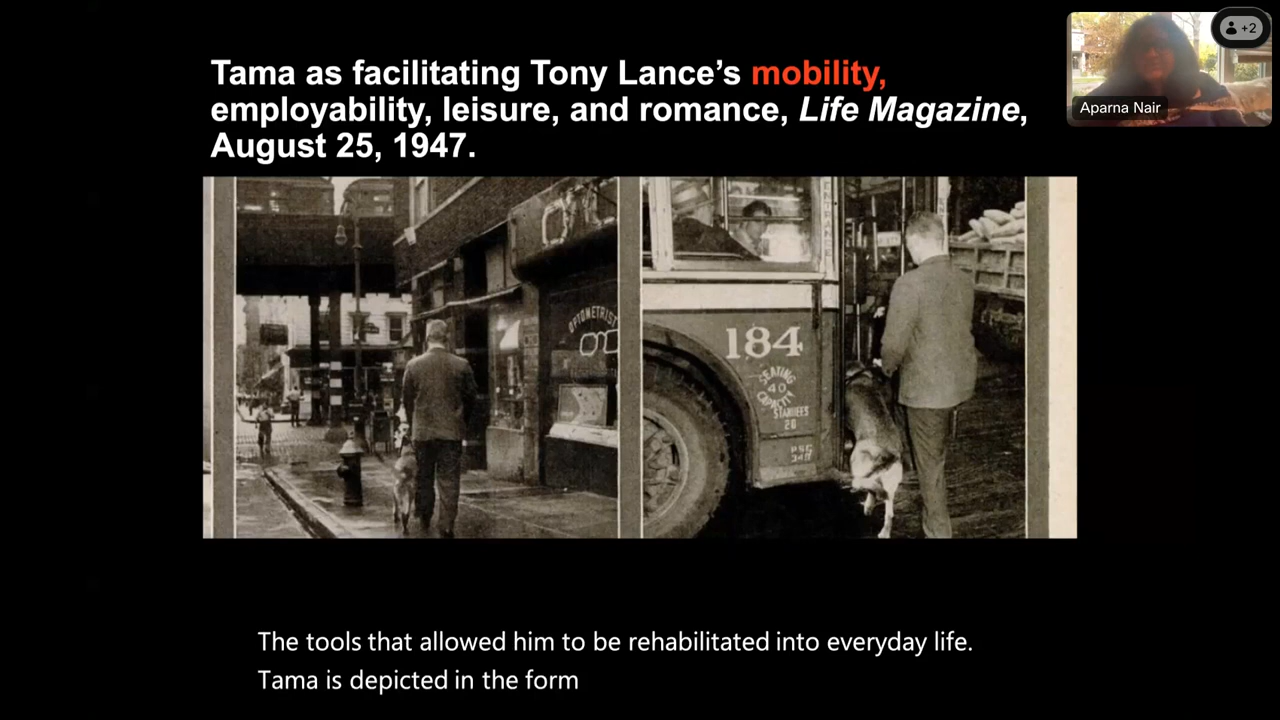 Tama as facilitating Tony Lance’s mobility,
employability, leisure, and romance, Life Magazine,
August 25, 1947.
+2
Aparna Nair
OPTOMETRIST
ENTRANCE
184
SEATING
40
CAPACITY
STANDEES
20
The tools that allowed him to be rehabilitated into everyday life.
Tama is depicted in the form